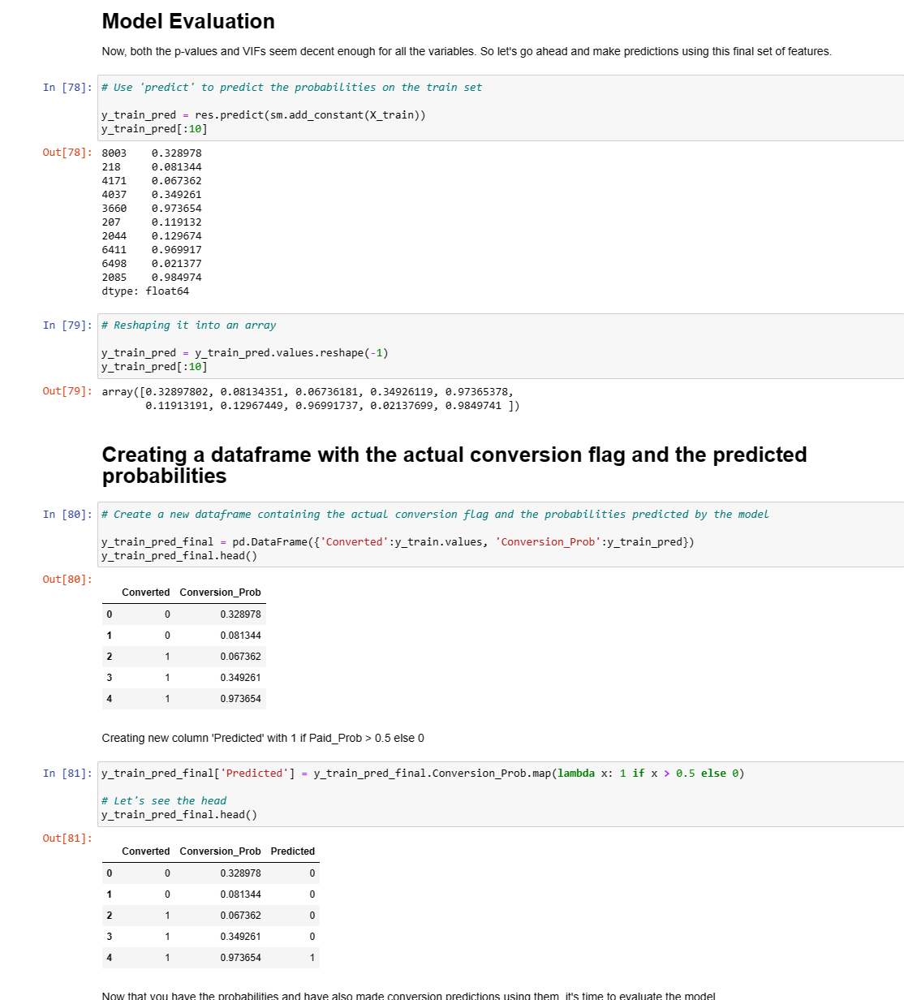 Model Evaluation
Now, both the p-values and VIFs seem decent enough for all the variables. So let's go ahead and make predictions using this final set of features.
In [78]: # Use 'predict' to predict the probabilities on the train set
y_train_pred = res.predict(sm.add_constant(X_train))
y_train_pred[:10]
Out[78]: 8003    0.328978
218     0.081344
4171    0.067362
4037    0.349261
3660    0.973654
207     0.119132
2044    0.129674
6411    0.969917
6498    0.021377
2085    0.984974
dtype: float64
In [79]: # Reshaping it into an array
y_train_pred = y_train_pred.values.reshape(-1)
y_train_pred[:10]
Out[79]: array([0.32897802, 0.08134351, 0.06736181, 0.34926119, 0.97365378,
0.11913191, 0.12967449, 0.96991737, 0.02137699, 0.9849741 ])
Creating a dataframe with the actual conversion flag and the predicted
probabilities
In [80]: # Create a new dataframe containing the actual conversion flag and the probabilities predicted by the model
y_train_pred_final = pd.DataFrame({'Converted':y_train.values, 'Conversion_Prob':y_train_pred})
y_train_pred_final.head()
Out[80]:
Converted Conversion_Prob
0 0 0.328978
1 0 0.081344
2 1 0.067362
3 1 0.349261
4 1 0.973654
Creating new column 'Predicted' with 1 if Paid_Prob > 0.5 else 0
In [81]: y_train_pred_final['Predicted'] = y_train_pred_final.Conversion_Prob.map(lambda x: 1 if x > 0.5 else 0)
# Let's see the head
y_train_pred_final.head()
Out[81]:
Converted Conversion_Prob Predicted
0 0 0.328978 0
1 0 0.081344 0
2 1 0.067362 0
3 1 0.349261 0
4 1 0.973654 1
Now that you have the probabilities and have also made conversion predictions using them, it's time to evaluate the model